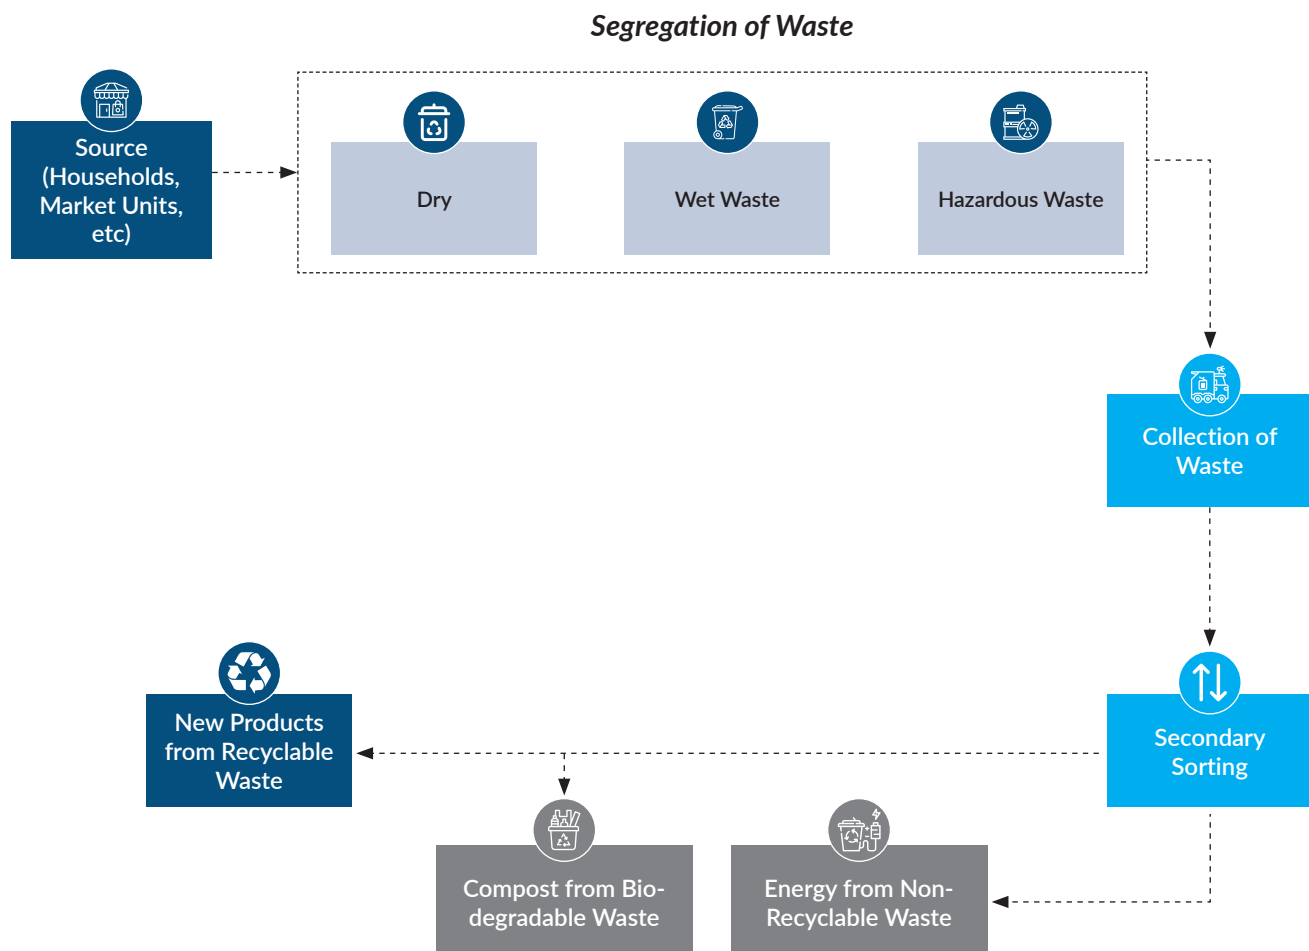 Segregation of Waste
Source
(Households,
Market Units,
etc)
Dry
Wet Waste
Hazardous Waste
Collection of
Waste
Secondary
Sorting
New Products
from Recyclable
Waste
Compost from Bio-
degradable Waste
Energy from Non-
Recyclable Waste